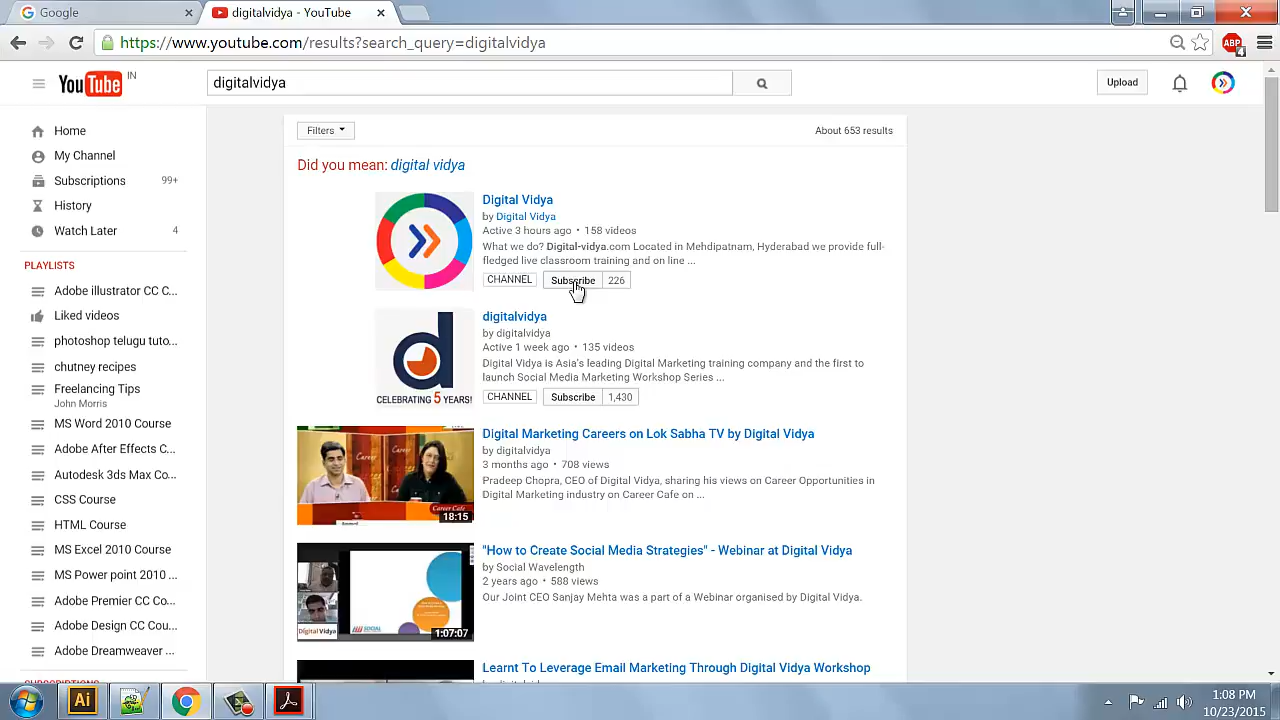 Google
digitalvidya - YouTube
https://www.youtube.com/results?search_query=digitalvidya
ABP
4
YouTube
IN
digitalvidya
Upload
Home
My Channel
Subscriptions 99+
History
Watch Later 4
PLAYLISTS
Adobe illustrator CC C...
Liked videos
photoshop telugu tuto...
chutney recipes
Freelancing Tips
John Morris
MS Word 2010 Course
Adobe After Effects C...
Autodesk 3ds Max Co...
CSS Course
HTML Course
MS Excel 2010 Course
MS Power point 2010 ...
Adobe Premier CC Co...
Adobe Design CC Cou...
Adobe Dreamweaver ...
Filters
About 653 results
Did you mean: digital vidya
Digital Vidya
by Digital Vidya
Active 3 hours ago • 158 videos
What we do? Digital-vidya.com Located in Mehdipatnam, Hyderabad we provide full-
fledged live classroom training and on line ...
CHANNEL Subscribe 226
CELEBRATING 5 YEARS!
digitalvidya
by digitalvidya
Active 1 week ago • 135 videos
Digital Vidya is Asia's leading Digital Marketing training company and the first to
launch Social Media Marketing Workshop Series ...
CHANNEL Subscribe 1,430
Career
Career Cafe
18:15
Digital Marketing Careers on Lok Sabha TV by Digital Vidya
by digitalvidya
3 months ago • 708 views
Pradeep Chopra, CEO of Digital Vidya, sharing his views on Career Opportunities in
Digital Marketing industry on Career Cafe on ...
Digital Vidya
SOCIAL
1:07:07
"How to Create Social Media Strategies" - Webinar at Digital Vidya
by Social Wavelength
2 years ago • 588 views
Our Joint CEO Sanjay Mehta was a part of a Webinar organised by Digital Vidya.
Learnt To Leverage Email Marketing Through Digital Vidya Workshop
Ai
1:08 PM
10/23/2015